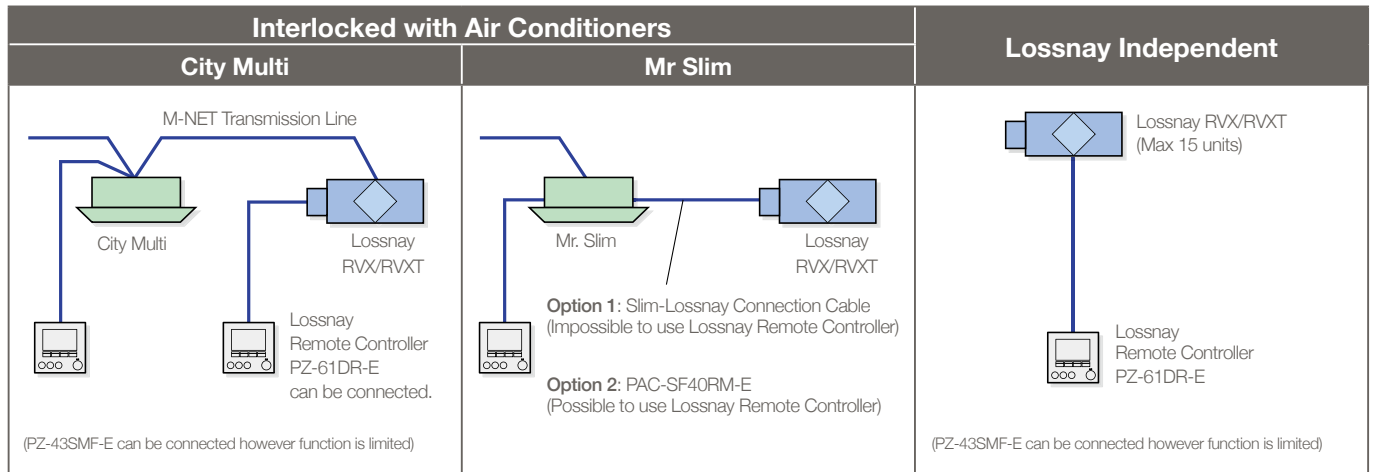 Interlocked with Air Conditioners
Lossnay Independent
City Multi
Mr Slim
M-NET Transmission Line
City Multi
Lossnay
RVX/RVXT
Lossnay
Remote Controller
PZ-61DR-E
can be connected.
(PZ-43SMF-E can be connected however function is limited)
Mr. Slim
Lossnay
RVX/RVXT
Option 1: Slim-Lossnay Connection Cable
(Impossible to use Lossnay Remote Controller)
Option 2: PAC-SF40RM-E
(Possible to use Lossnay Remote Controller)
Lossnay RVX/RVXT
(Max 15 units)
Lossnay
Remote Controller
PZ-61DR-E
(PZ-43SMF-E can be connected however function is limited)